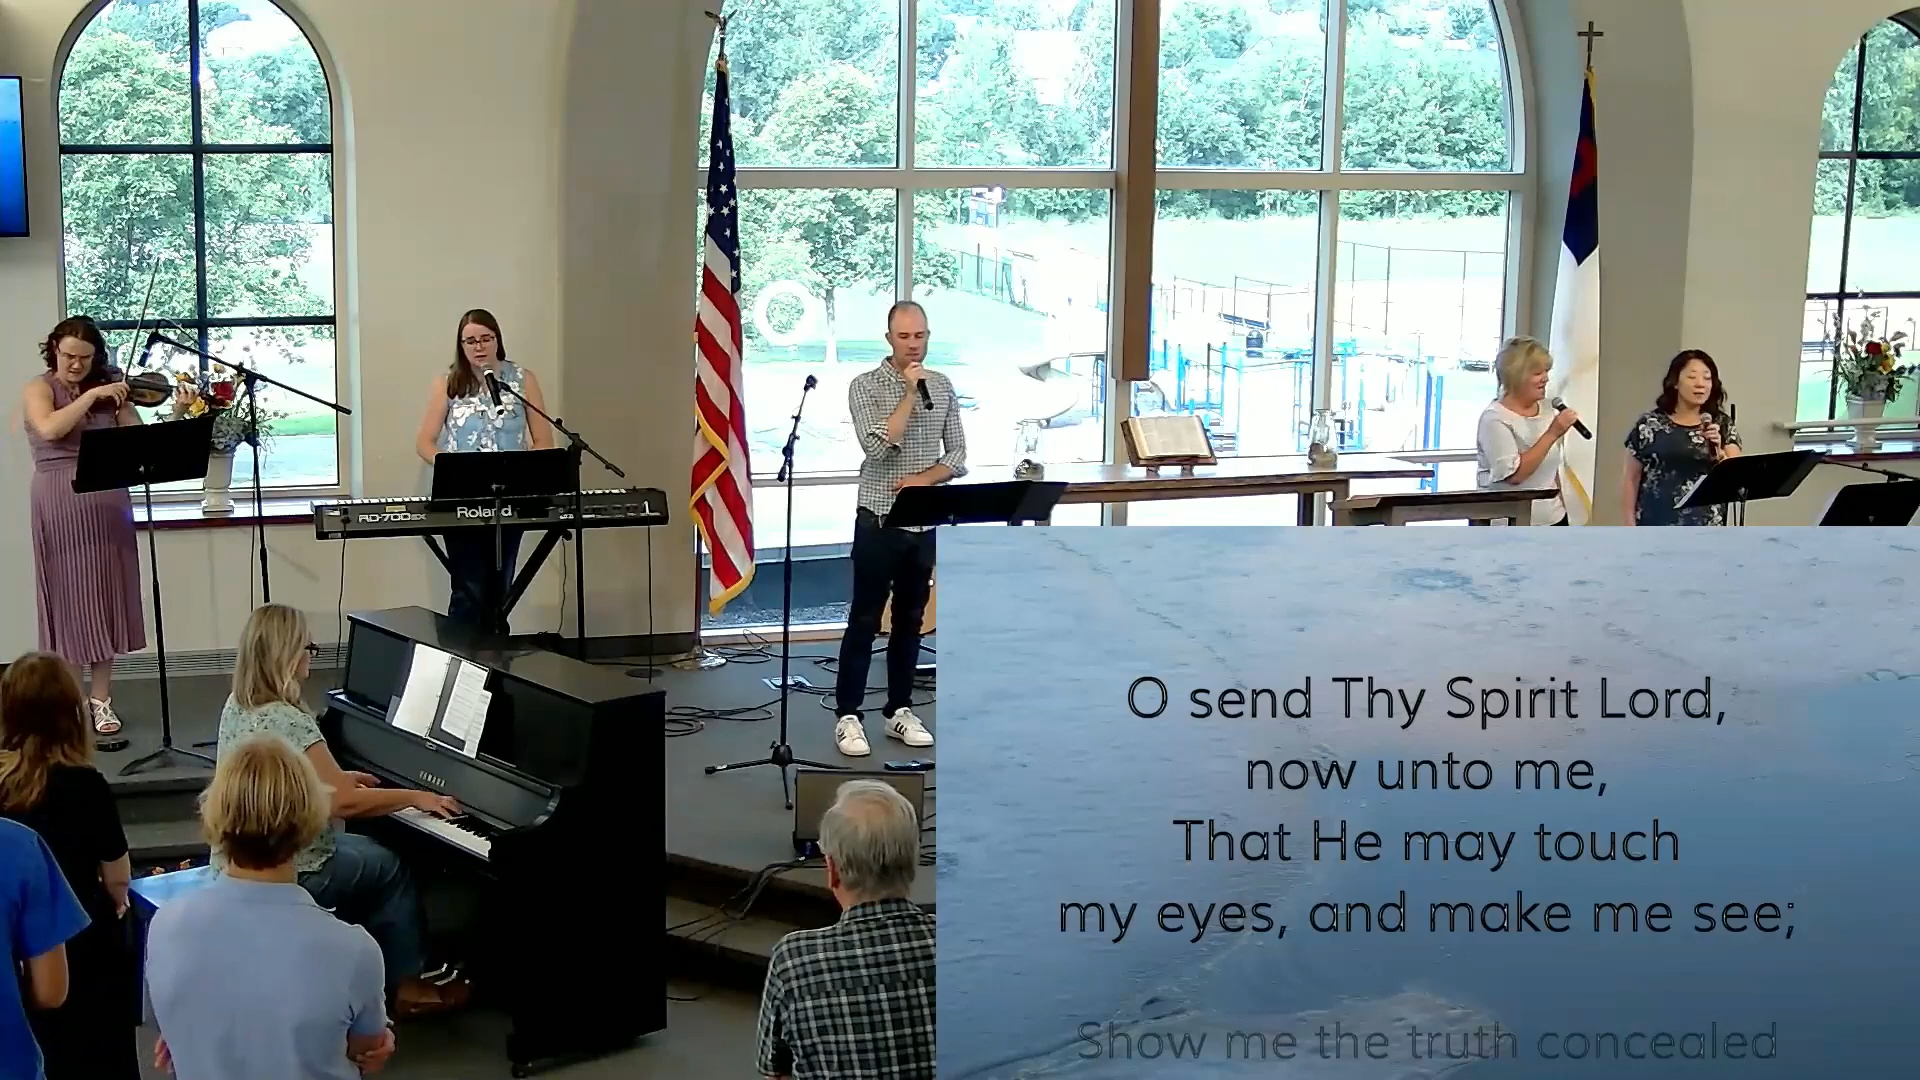 RD-700SX
Roland
YAMAHA
O send Thy Spirit Lord,
now unto me,
That He may touch
my eyes, and make me see;
Show me the truth concealed